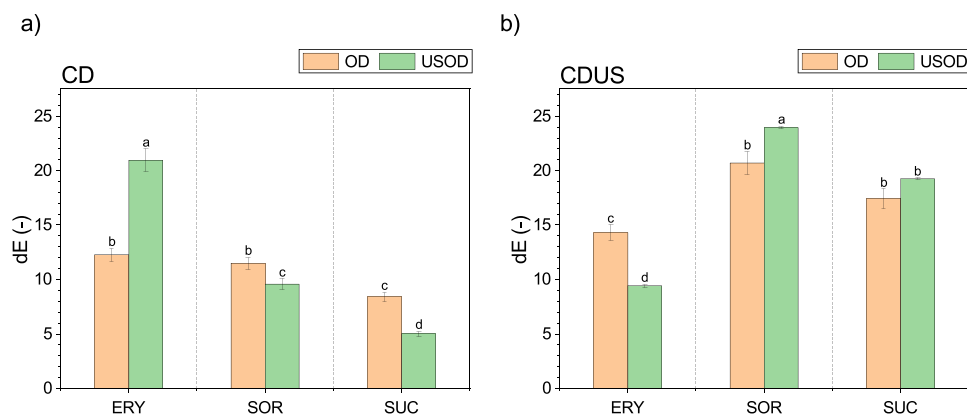 a)
CD
OD USOD
dE (-)
25
20
15
10
5
0
a
b
b
c
c
d
ERY SOR SUC
b)
CDUS
OD USOD
dE (-)
25
20
15
10
5
0
c
d
b
a
b
b
ERY SOR SUC